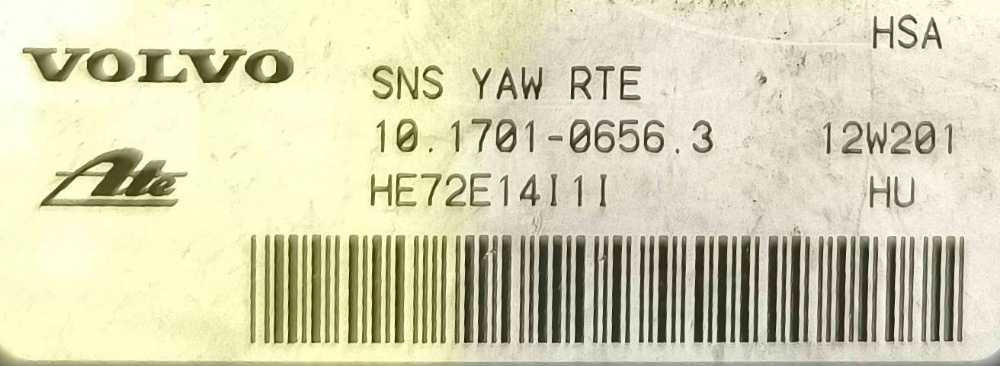 HSA
VOLVO
SNS YAW RTE
10.1701-0656.3 12W201
Ate
HE72E14I1I HU